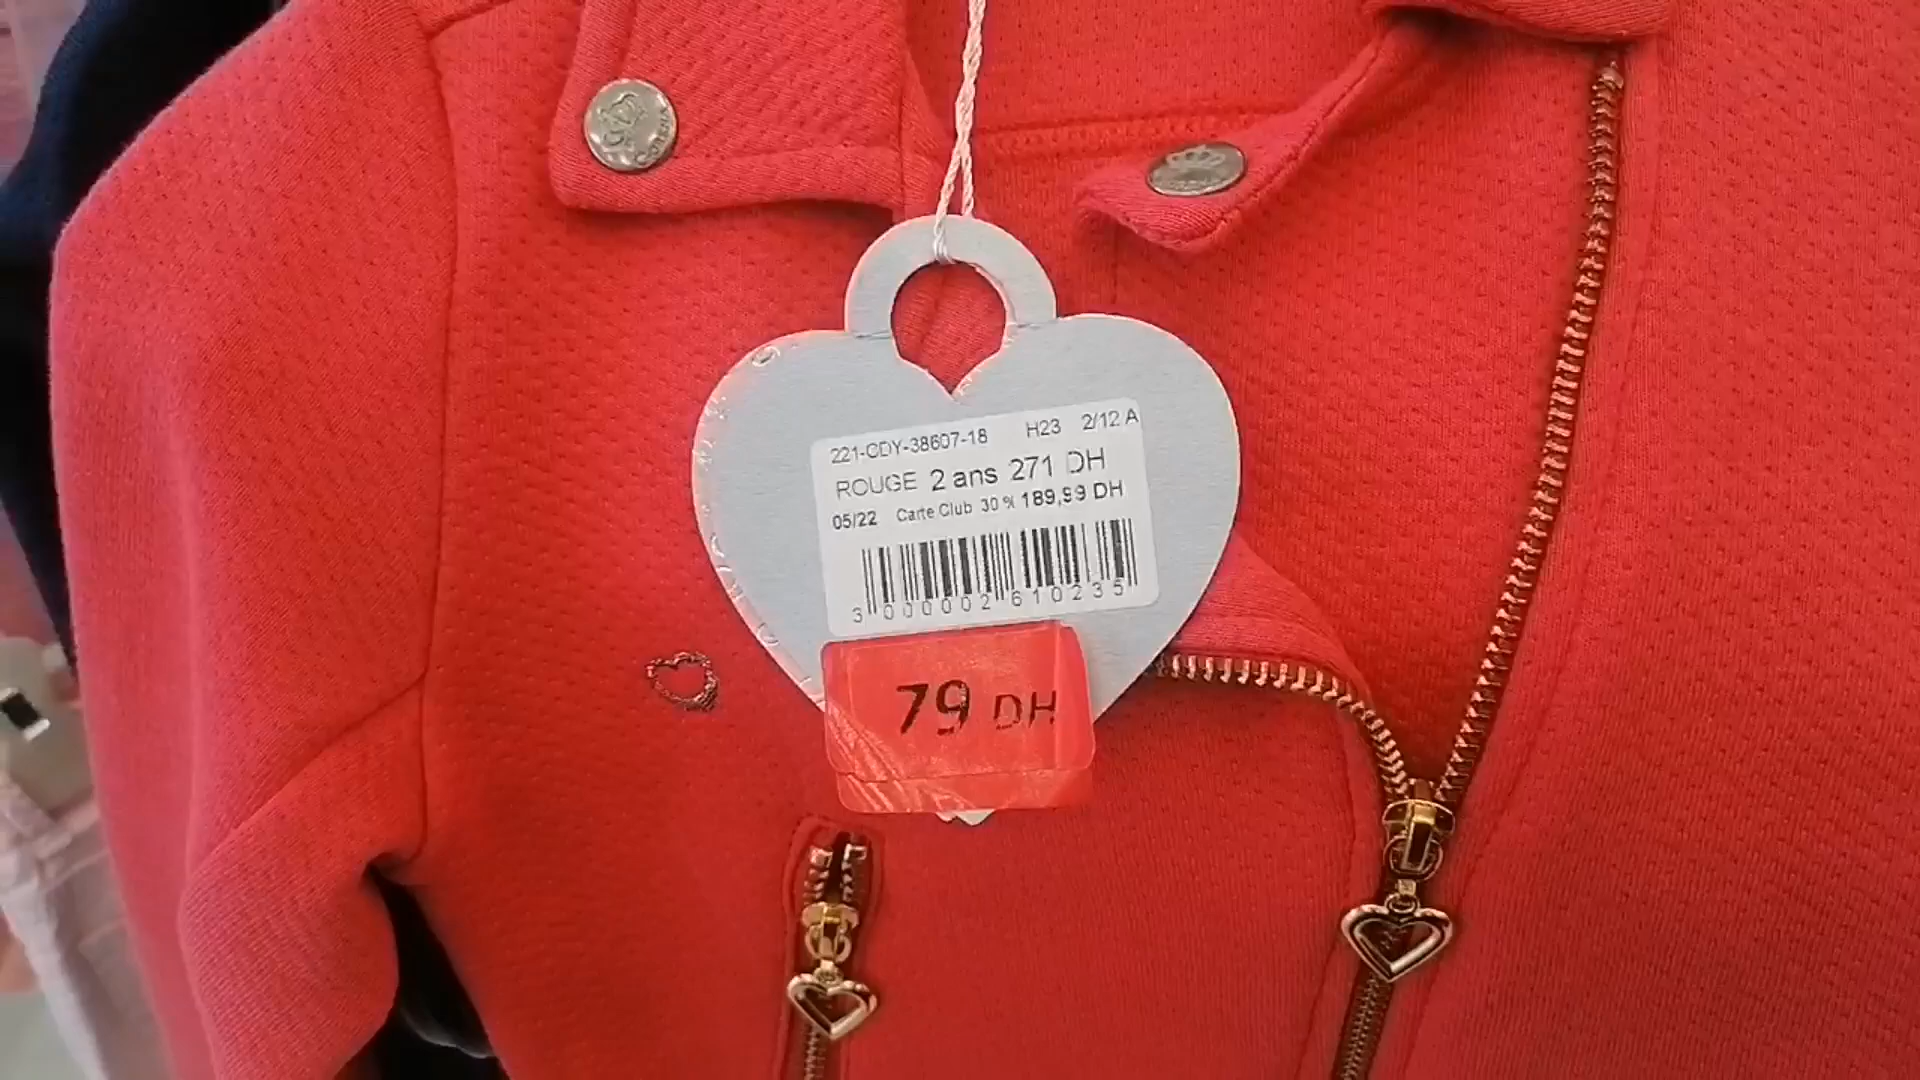 221-CDY-38607-18 H23 2/12 A
ROUGE 2 ans 271 DH
05/22 Carte Club 30 % 189,99 DH
3 000002 610235
79 DH